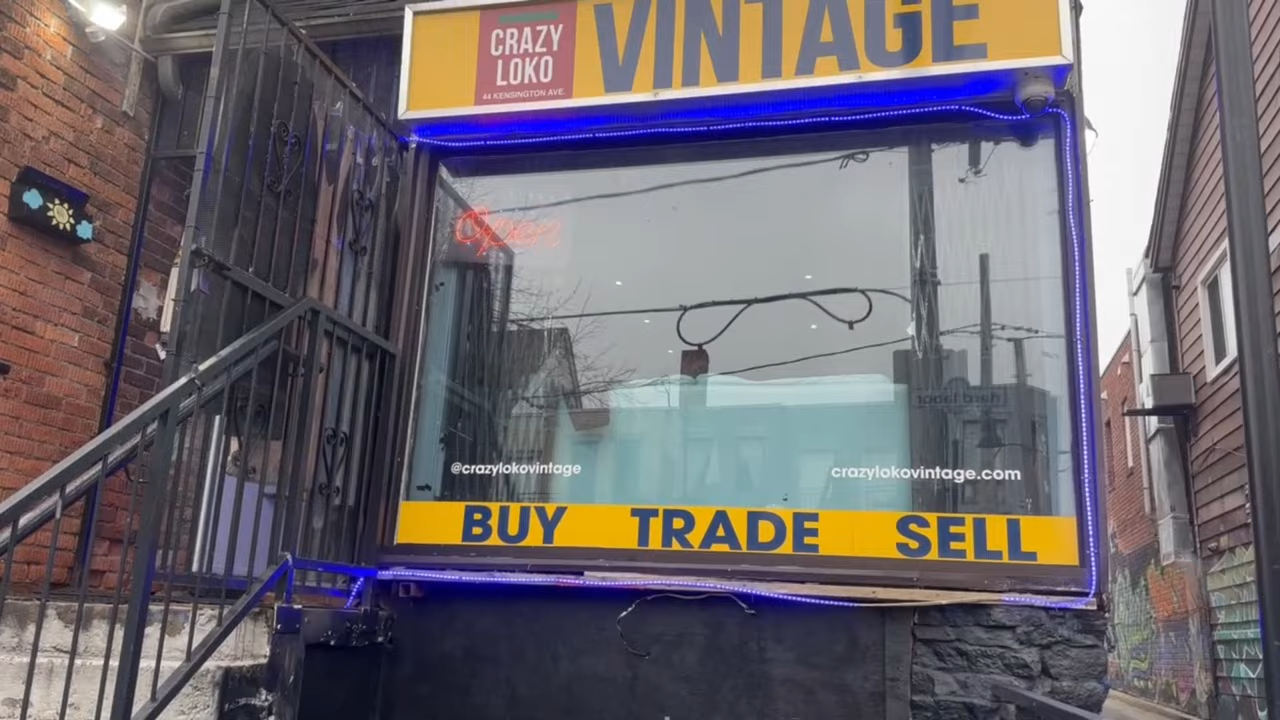 CRAZY
LOKO
44 KENSINGTON AVE.
VINTAGE
Open
@crazylokovintage
crazylokovintage.com
BUY TRADE SELL